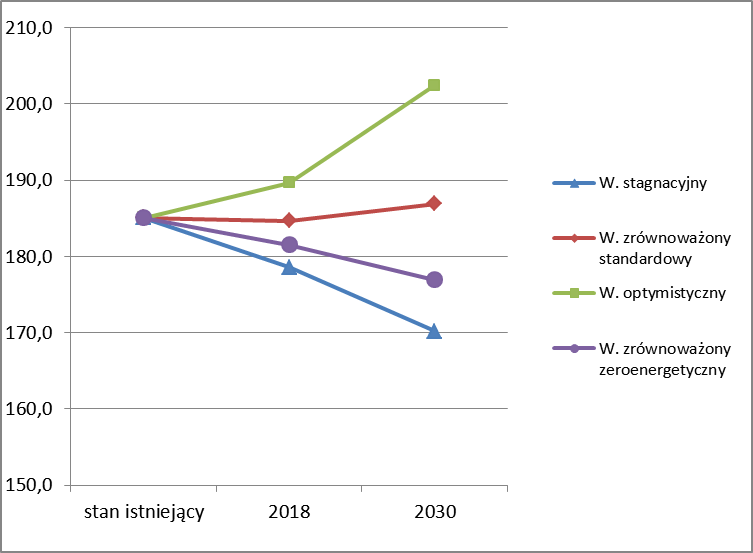 210,0
200,0
190,0
180,0
170,0
160,0
150,0
stan istniejący
2018
2030
W. stagnacyjny
W. zrównoważony
standardowy
W. optymistyczny
W. zrównoważony
zeroenergetyczny